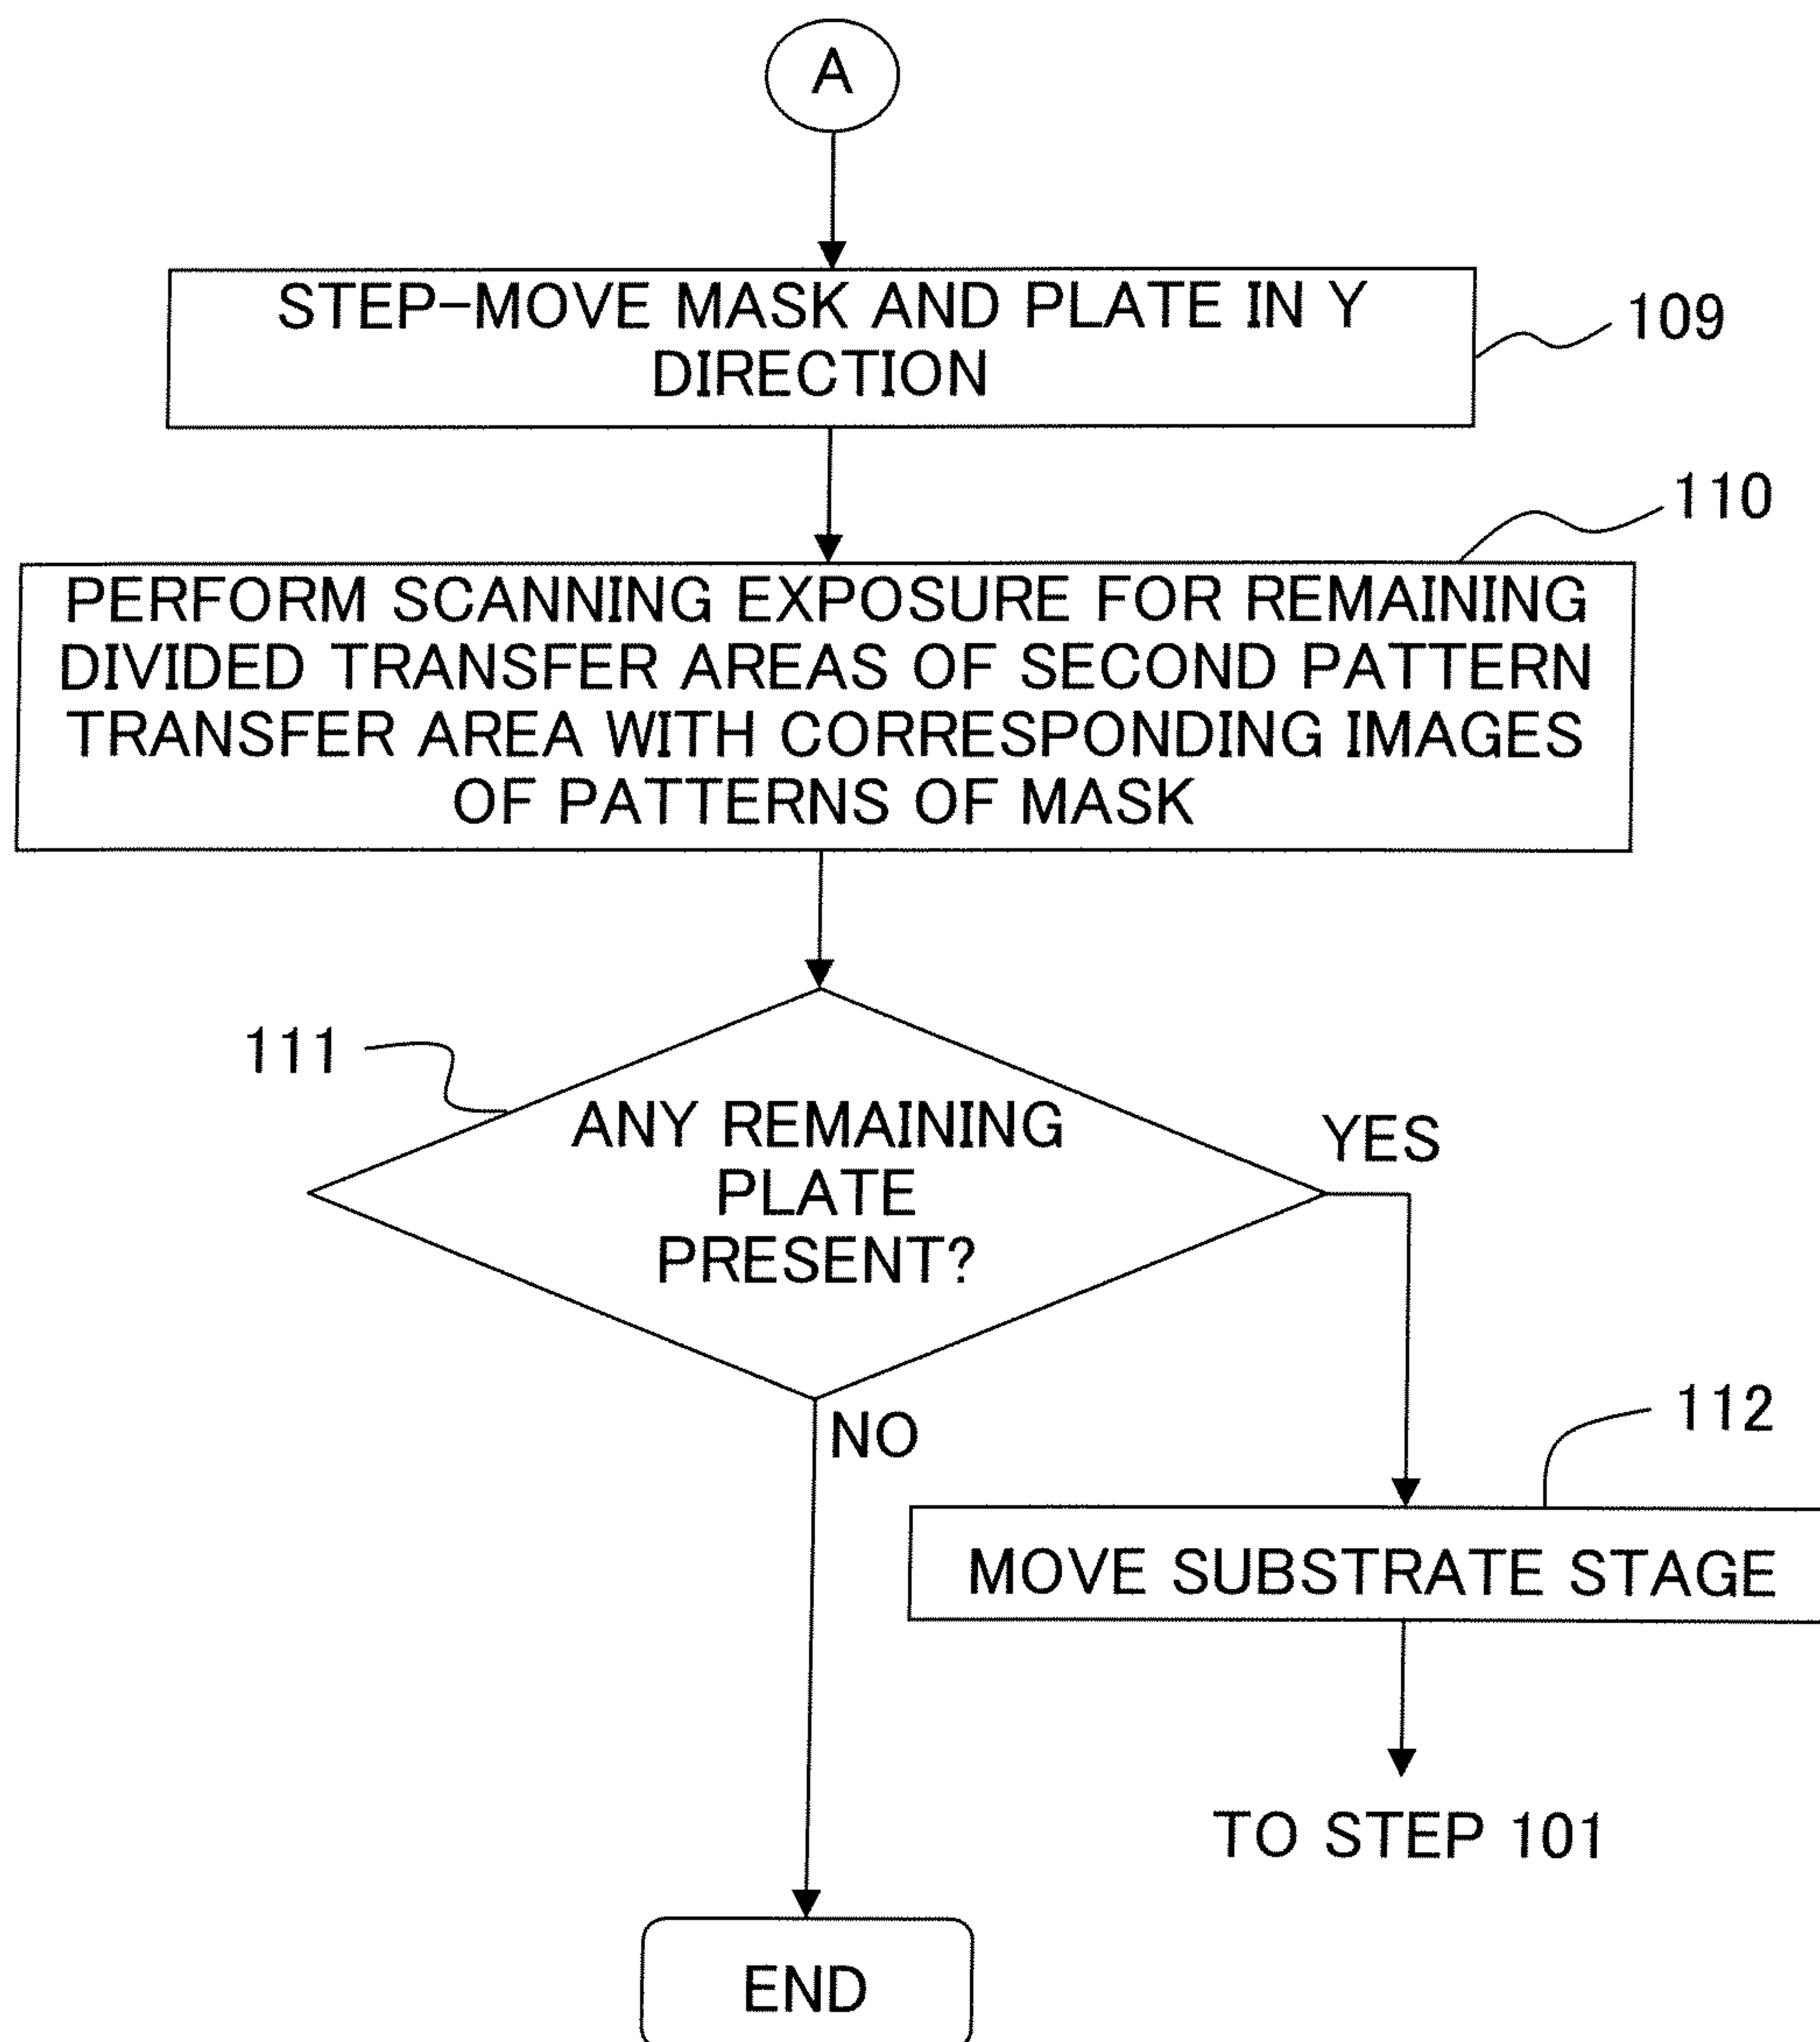 A
STEP-MOVE MASK AND PLATE IN Y
DIRECTION
109
110
PERFORM SCANNING EXPOSURE FOR REMAINING
DIVIDED TRANSFER AREAS OF SECOND PATTERN
TRANSFER AREA WITH CORRESPONDING IMAGES
OF PATTERNS OF MASK
111
ANY REMAINING
PLATE
PRESENT?
YES
NO
112
MOVE SUBSTRATE STAGE
TO STEP 101
END